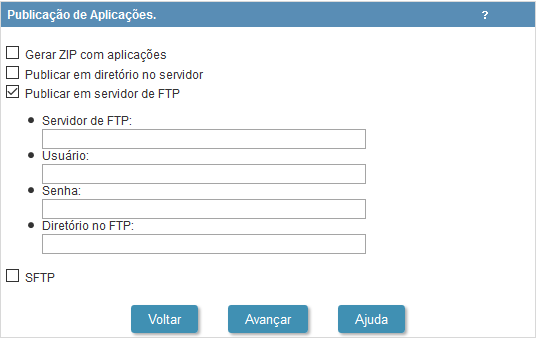 Publicação de Aplicações. ?
Gerar ZIP com aplicações
Publicar em diretório no servidor
Publicar em servidor de FTP
Servidor de FTP:
Usuário:
Senha:
Diretório no FTP:
SFTP
Voltar Avançar Ajuda